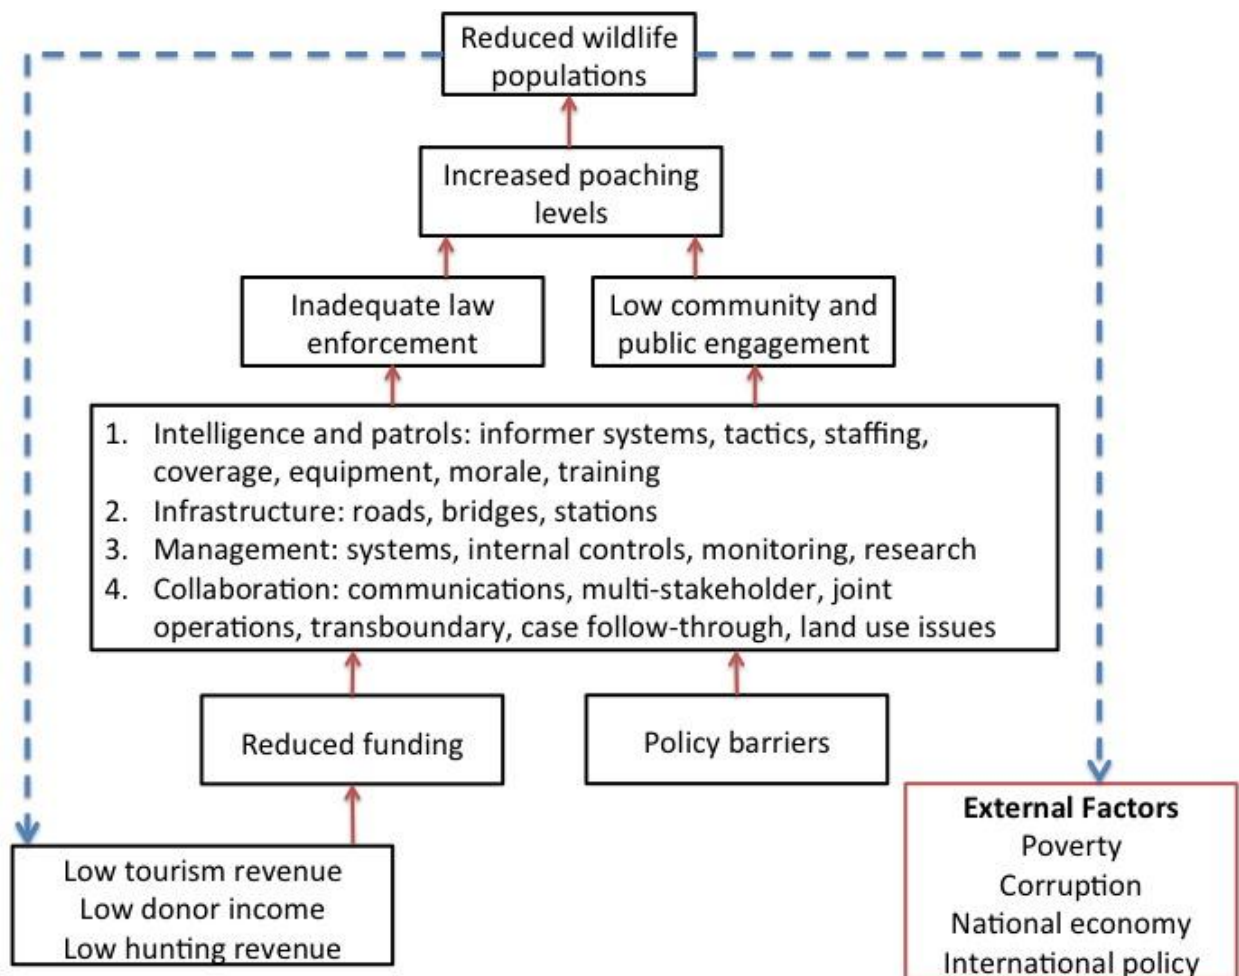 Reduced wildlife
populations
Increased poaching
levels
Inadequate law
enforcement
Low community and
public engagement
1. Intelligence and patrols: informer systems, tactics, staffing,
coverage, equipment, morale, training
2. Infrastructure: roads, bridges, stations
3. Management: systems, internal controls, monitoring, research
4. Collaboration: communications, multi-stakeholder, joint
operations, transboundary, case follow-through, land use issues
Reduced funding
Policy barriers
Low tourism revenue
Low donor income
Low hunting revenue
External Factors
Poverty
Corruption
National economy
International policy